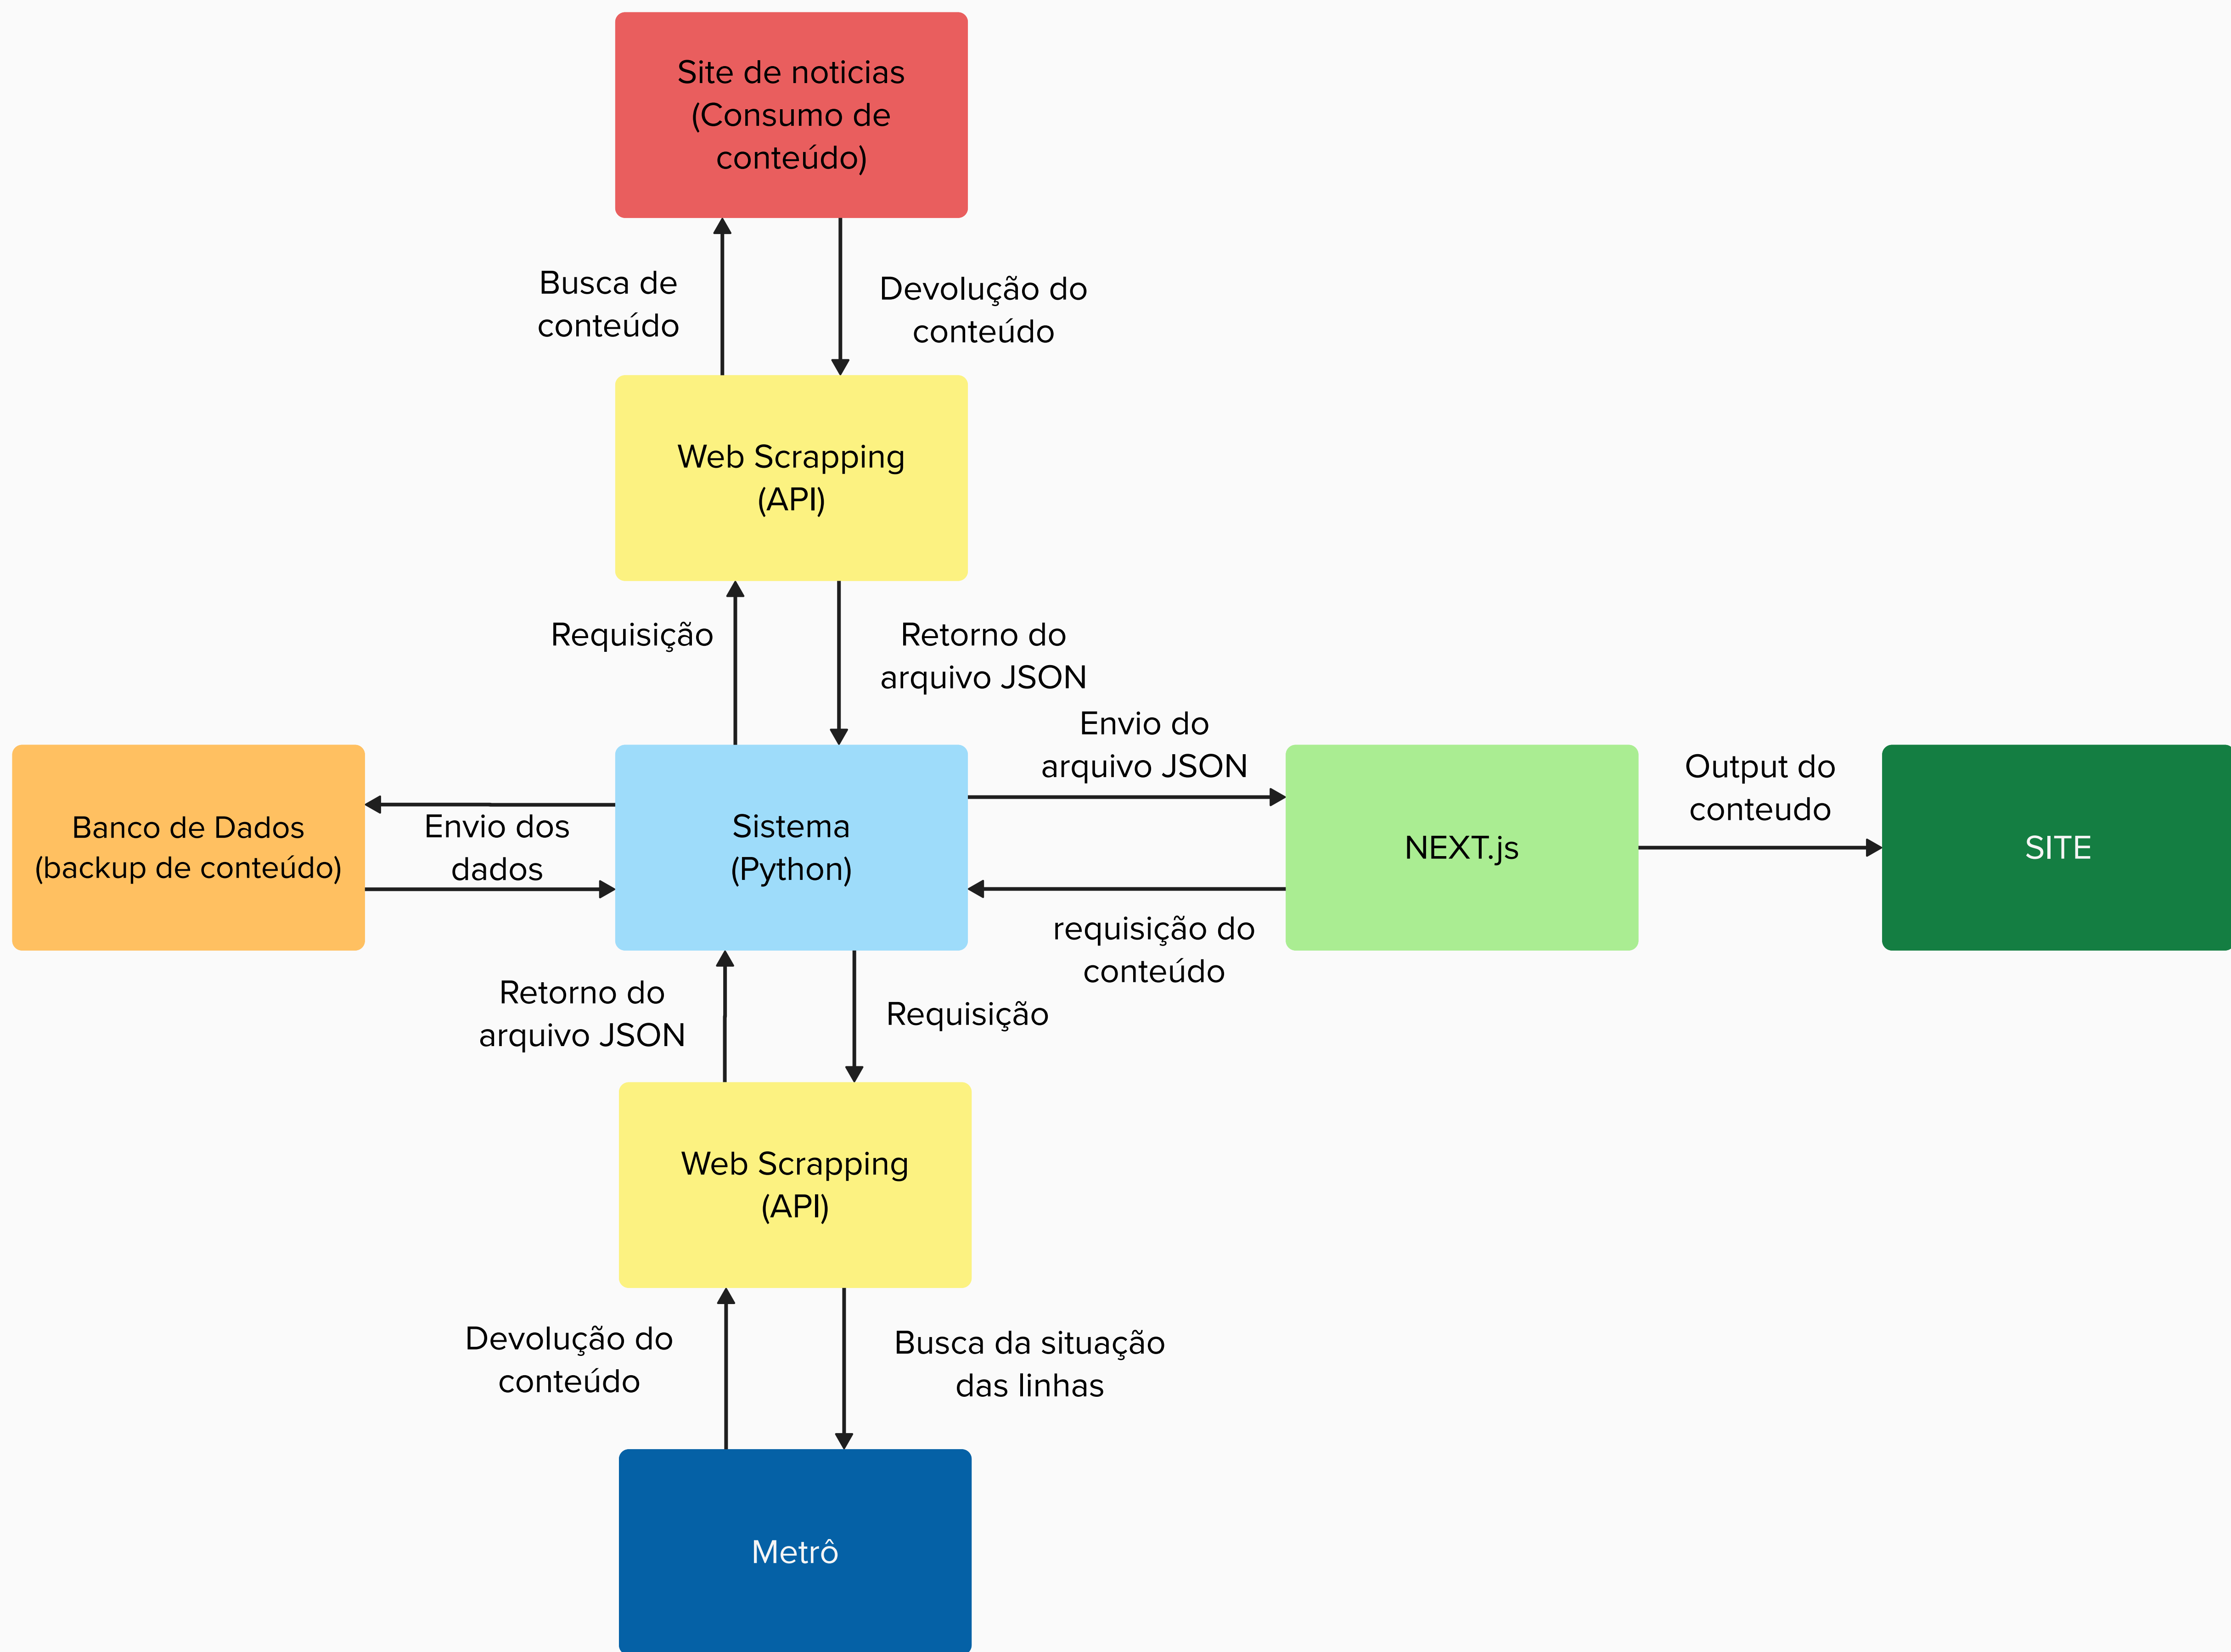 Site de noticias
(Consumo de
conteúdo)
Busca de
conteúdo
Devolução do
conteúdo
Web Scrapping
(API)
Requisição
Retorno do
arquivo JSON
Envio do
arquivo JSON
Output do
conteudo
Banco de Dados
(backup de conteúdo)
Envio dos
dados
Sistema
(Python)
NEXT.js
SITE
requisição do
conteúdo
Retorno do
arquivo JSON
Requisição
Web Scrapping
(API)
Devolução do
conteúdo
Busca da situação
das linhas
Metrô